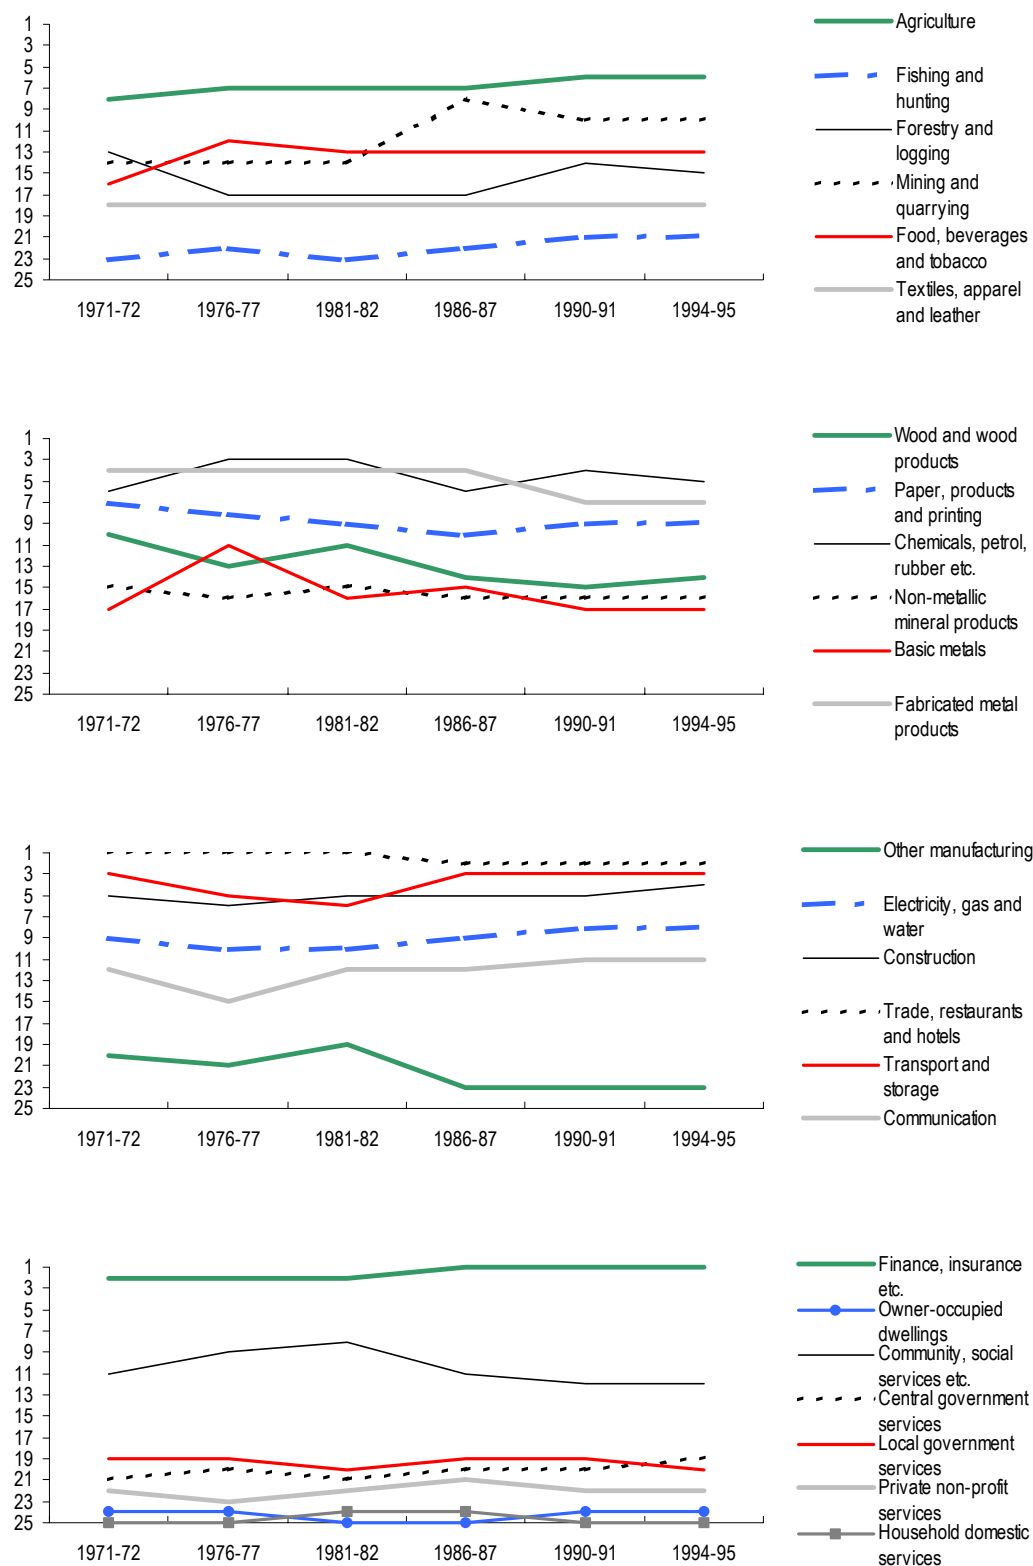 1
3
5
7
9
11
13
15
17
19
21
23
25
1971-72 1976-77 1981-82 1986-87 1990-91 1994-95
Agriculture
Fishing and
hunting
Forestry and
logging
Mining and
quarrying
Food, beverages
and tobacco
Textiles, apparel
and leather
1
3
5
7
9
11
13
15
17
19
21
23
25
1971-72 1976-77 1981-82 1986-87 1990-91 1994-95
Wood and wood
products
Paper, products
and printing
Chemicals, petrol,
rubber etc.
Non-metallic
mineral products
Basic metals
Fabricated metal
products
1
3
5
7
9
11
13
15
17
19
21
23
25
1971-72 1976-77 1981-82 1986-87 1990-91 1994-95
Other manufacturing
Electricity, gas and
water
Construction
Trade, restaurants
and hotels
Transport and
storage
Communication
1
3
5
7
9
11
13
15
17
19
21
23
25
1971-72 1976-77 1981-82 1986-87 1990-91 1994-95
Finance, insurance
etc.
Owner-occupied
dwellings
Community, social
services etc.
Central government
services
Local government
services
Private non-profit
services
Household domestic
services